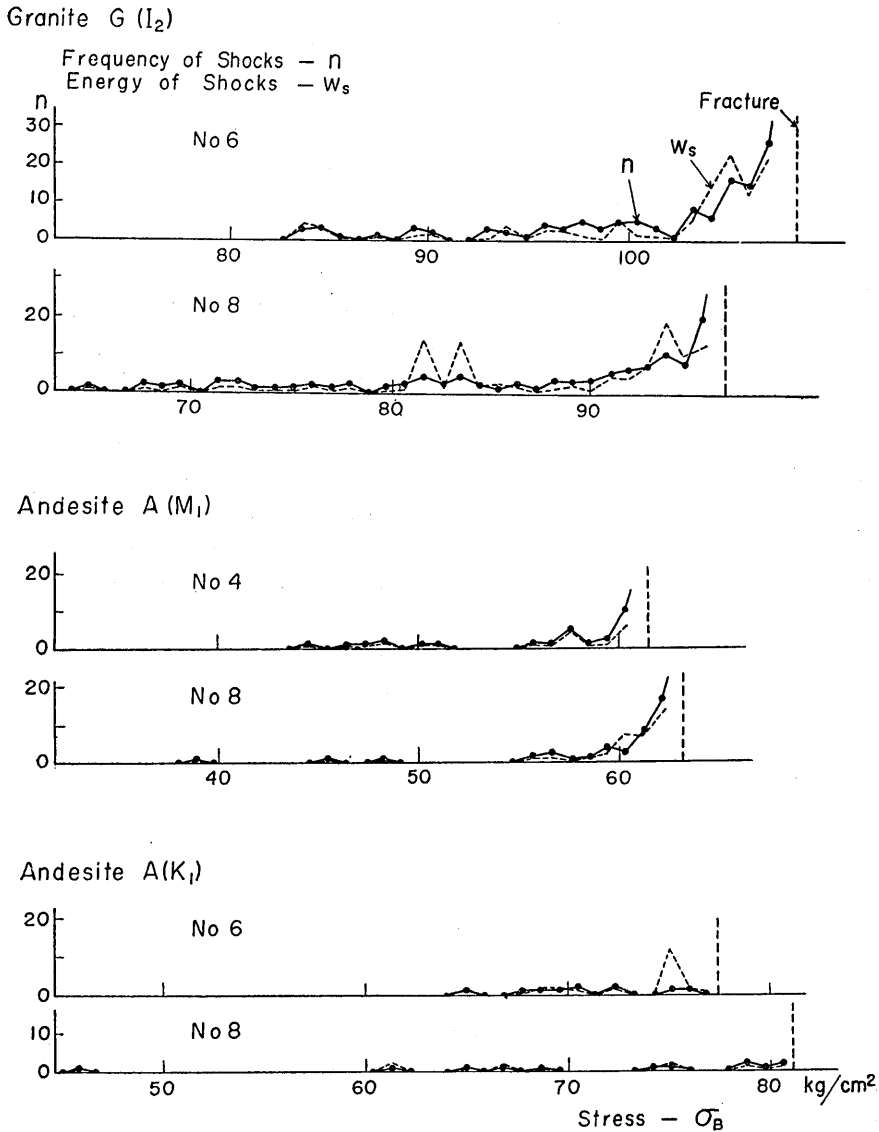 Granite G (I₂)
Frequency of Shocks – n
Energy of Shocks – Ws
n
Fracture
30
No 6
Ws
20
n
10
0
80 90 100
No 8
20
0
70 80 90
Andesite A (M₁)
20
No 4
0
20
No 8
0
40 50 60
Andesite A(K₁)
20
No 6
0
10
No 8
0
50 60 70 80 kg/cm²
Stress – σB